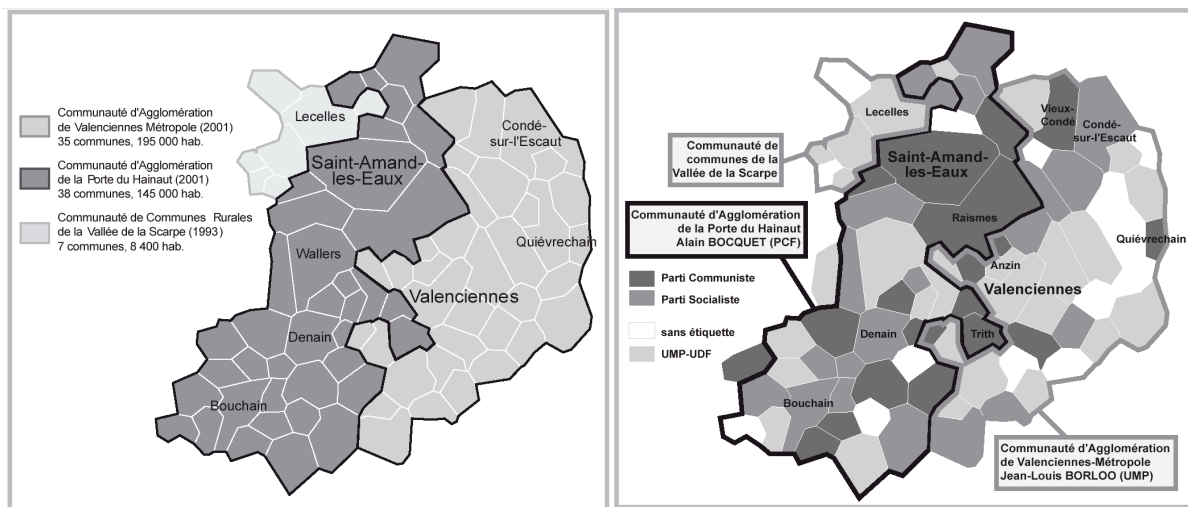 Communauté d'Agglomération
de Valenciennes Métropole (2001)
35 communes, 195 000 hab.
Communauté d'Agglomération
de la Porte du Hainaut (2001)
38 communes, 145 000 hab.
Communauté de Communes Rurales
de la Vallée de la Scarpe (1993)
7 communes, 8 400 hab.
Lecelles
Condé-
sur-l'Escaut
Saint-Amand-
les-Eaux
Wallers
Quiévrechain
Valenciennes
Denain
Bouchain
Lecelles
Vieux-
Condé
Condé-
sur-l'Escaut
Communauté de
communes de la
Vallée de la Scarpe
Saint-Amand-
les-Eaux
Raismes
Communauté d'Agglomération
de la Porte du Hainaut
Alain BOCQUET (PCF)
Quiévrechain
Anzin
Valenciennes
Parti Communiste
Parti Socialiste
sans étiquette
UMP-UDF
Denain
Trith
Bouchain
Communauté d'Agglomération
de Valenciennes-Métropole
Jean-Louis BORLOO (UMP)